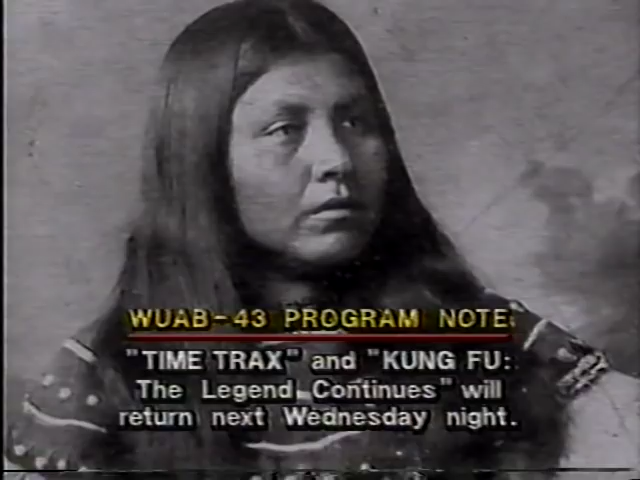 WUAB-43 PROGRAM NOTE:
"TIME TRAX" and "KUNG FU:
The Legend Continues" will
return next Wednesday night.